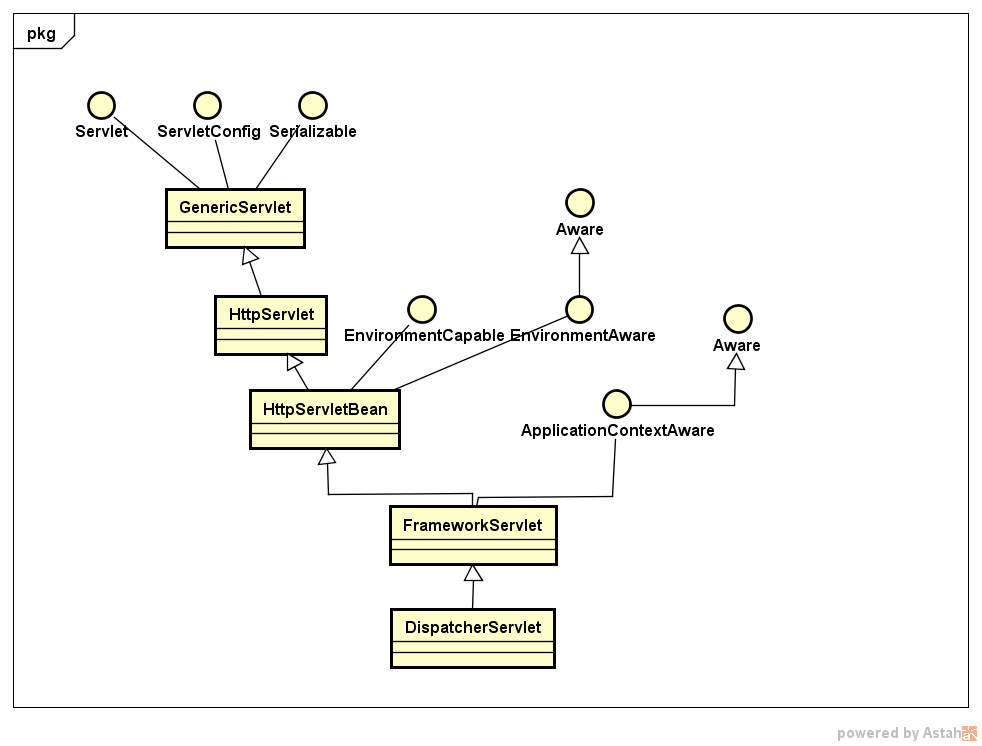 pkg
Servlet
ServletConfig
Serializable
GenericServlet
Aware
HttpServlet
EnvironmentCapable
EnvironmentAware
Aware
HttpServletBean
ApplicationContextAware
FrameworkServlet
DispatcherServlet
powered by Astah